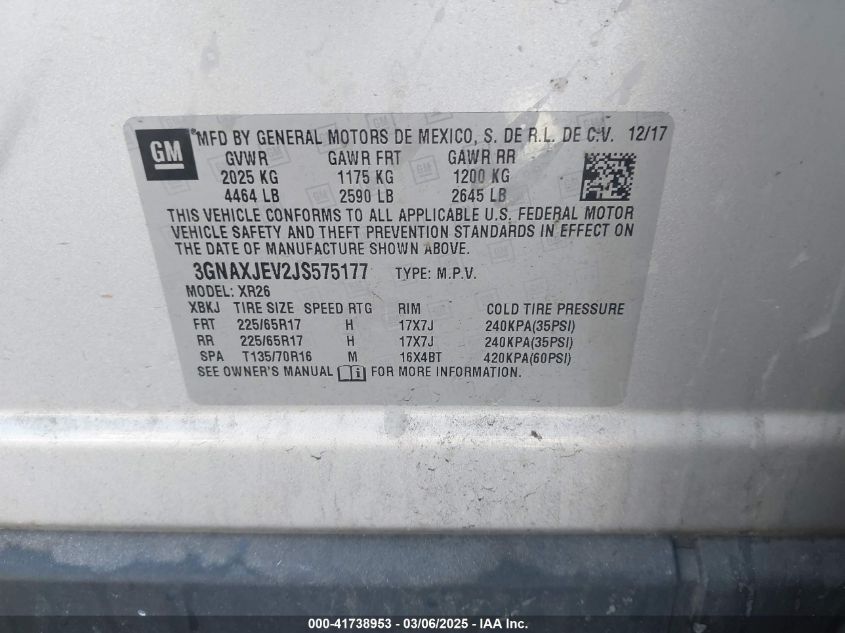 GM
MFD BY GENERAL MOTORS DE MEXICO, S. DE R.L. DE C.V. 12/17
GVWR GAWR FRT GAWR RR
2025 KG 1175 KG 1200 KG
4464 LB 2590 LB 2645 LB
THIS VEHICLE CONFORMS TO ALL APPLICABLE U.S. FEDERAL MOTOR
VEHICLE SAFETY AND THEFT PREVENTION STANDARDS IN EFFECT ON
THE DATE OF MANUFACTURE SHOWN ABOVE.
3GNAXJEV2JS575177 TYPE: M.P.V.
MODEL: XR26
XBKJ TIRE SIZE SPEED RTG RIM COLD TIRE PRESSURE
FRT 225/65R17 H 17X7J 240KPA(35PSI)
RR 225/65R17 H 17X7J 240KPA(35PSI)
SPA T135/70R16 M 16X4BT 420KPA(60PSI)
SEE OWNER'S MANUAL FOR MORE INFORMATION.
000-41738953 - 03/06/2025 - IAAI.COM